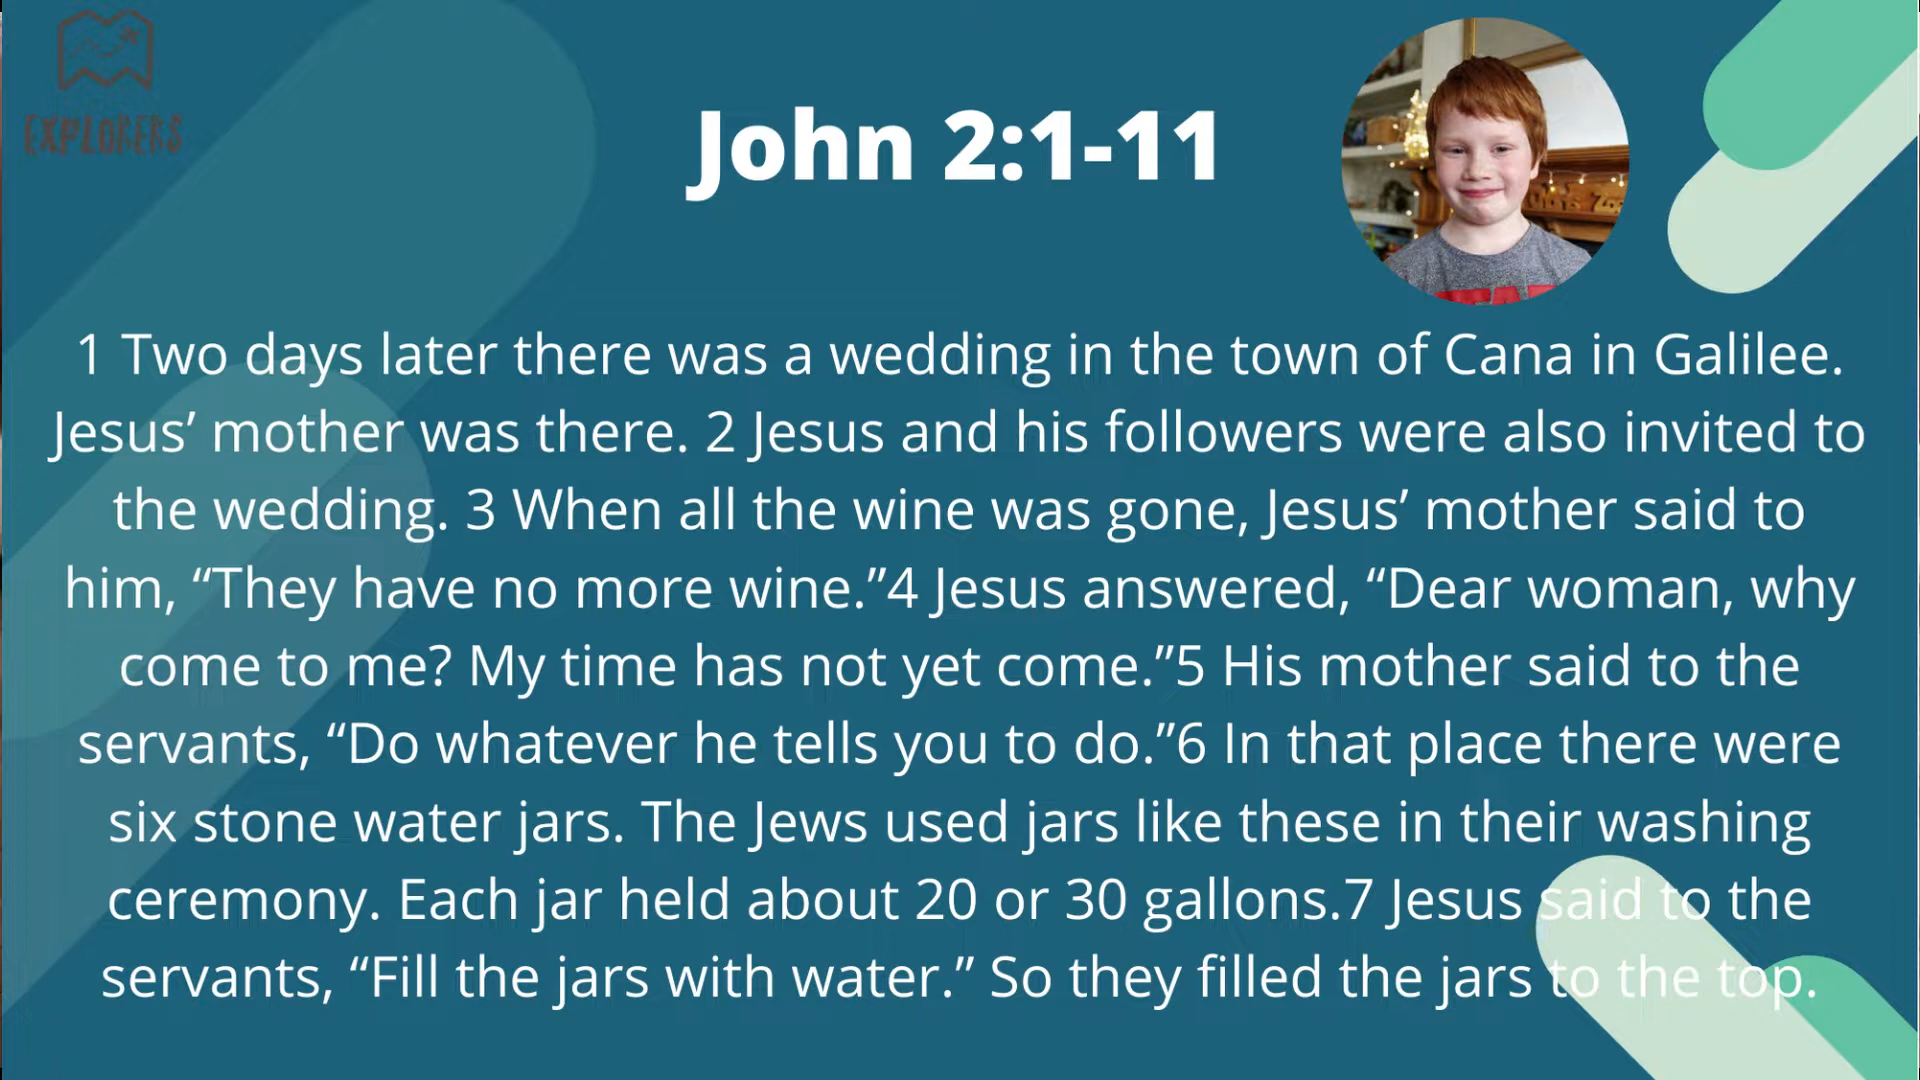 EXPLORERS
John 2:1-11
1 Two days later there was a wedding in the town of Cana in Galilee.
Jesus’ mother was there. 2 Jesus and his followers were also invited to
the wedding. 3 When all the wine was gone, Jesus’ mother said to
him, “They have no more wine.”4 Jesus answered, “Dear woman, why
come to me? My time has not yet come.”5 His mother said to the
servants, “Do whatever he tells you to do.”6 In that place there were
six stone water jars. The Jews used jars like these in their washing
ceremony. Each jar held about 20 or 30 gallons.7 Jesus said to the
servants, “Fill the jars with water.” So they filled the jars to the top.